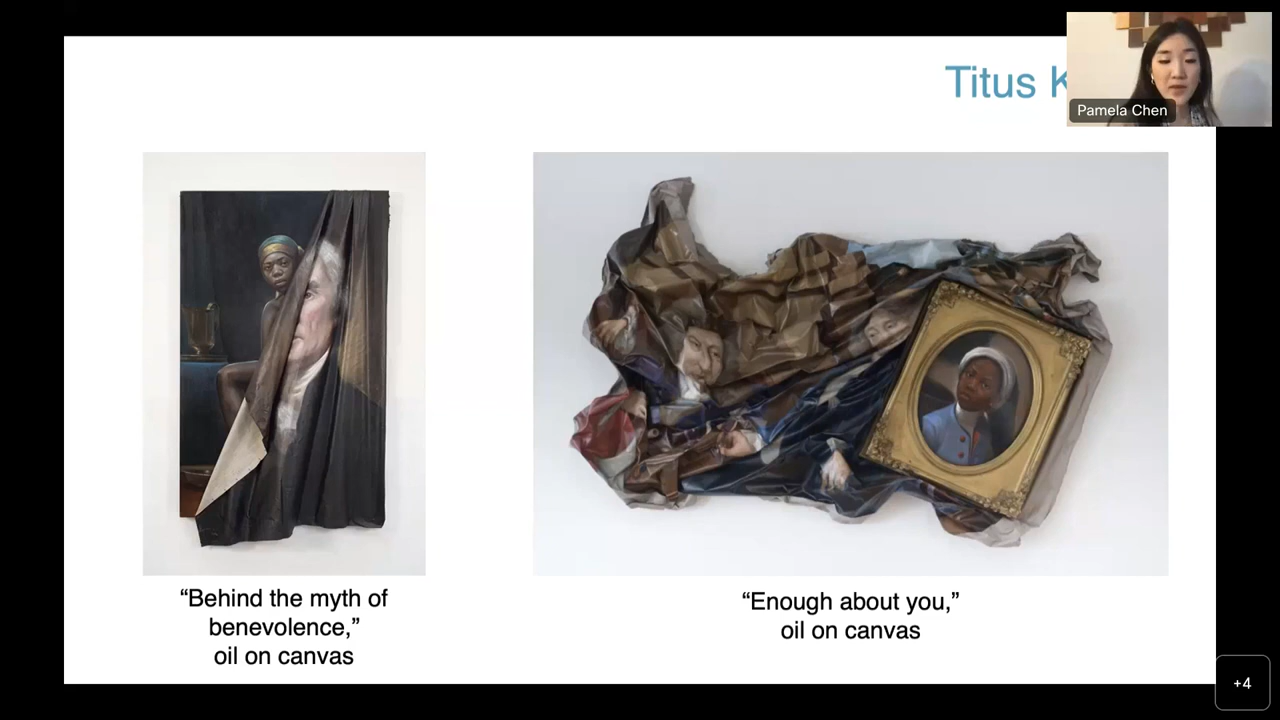 Titus
Pamela Chen
“Behind the myth of
benevolence,”
oil on canvas
“Enough about you,”
oil on canvas
+4